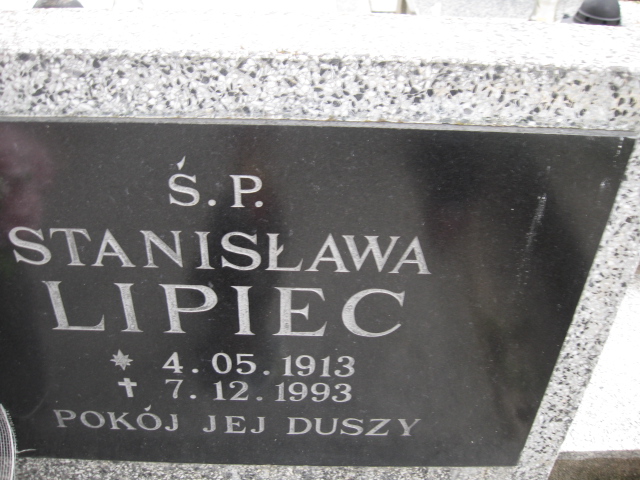 Ś.P.
STANISŁAWA
LIPIEC
* 4.05.1913
✝ 7.12.1993
POKÓJ JEJ DUSZY